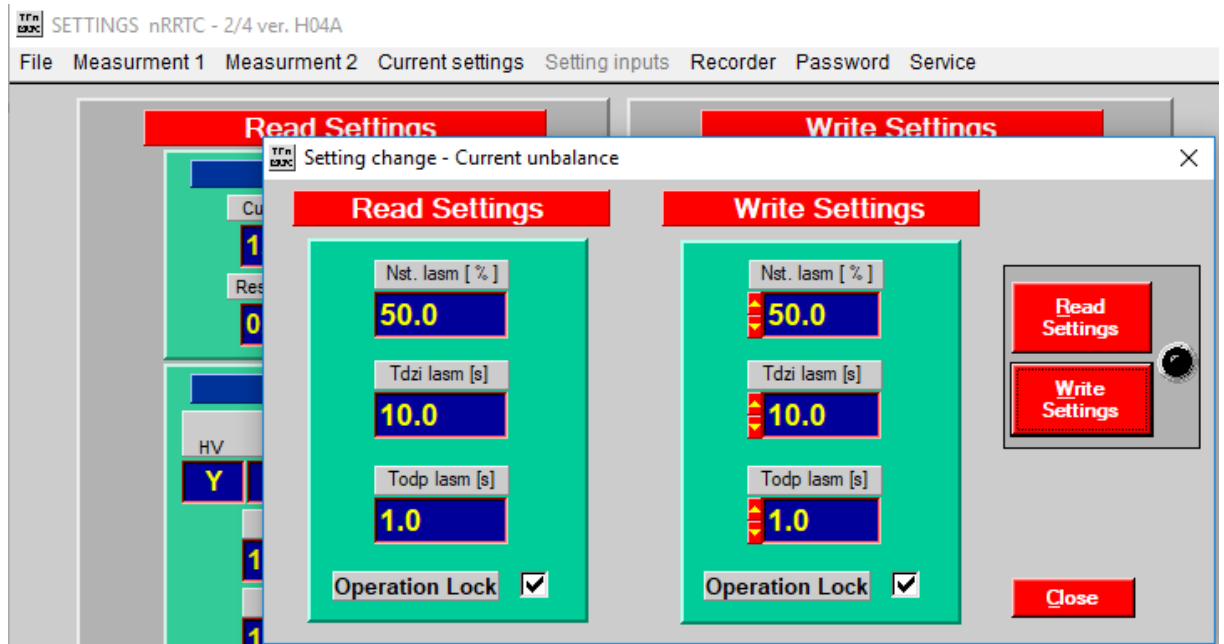 SETTINGS nRRTC - 2/4 ver. H04A
File Measurment 1 Measurment 2 Current settings Setting inputs Recorder Password Service
Read Settings
Write Settings
Setting change - Current unbalance
Read Settings
Write Settings
Nst. Iasm [ % ]
50.0
Tdzi Iasm [s]
10.0
Todp Iasm [s]
1.0
Operation Lock
Nst. Iasm [ % ]
50.0
Tdzi Iasm [s]
10.0
Todp Iasm [s]
1.0
Operation Lock
Read
Settings
Write
Settings
Close
HV
Y